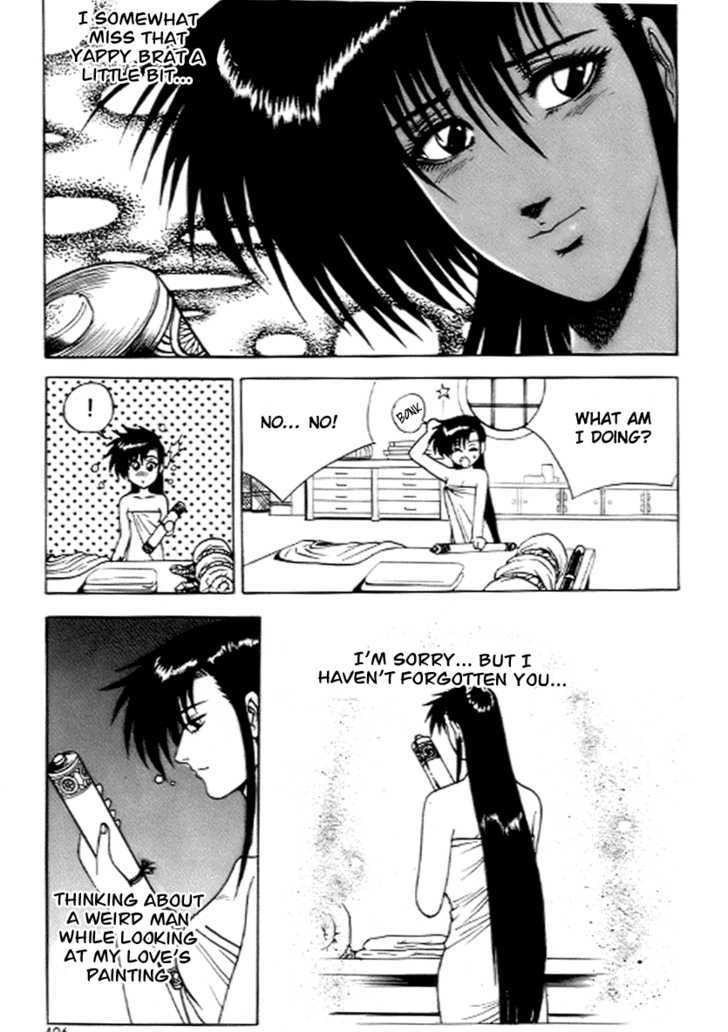 I SOMEWHAT
MISS THAT
YAPPY BRAT A
LITTLE BIT...
!
NO... NO!
BONK
WHAT AM
I DOING?
THINKING ABOUT
A WEIRD MAN
WHILE LOOKING
AT MY LOVE'S
PAINTING
I'M SORRY... BUT I
HAVEN'T FORGOTTEN YOU...